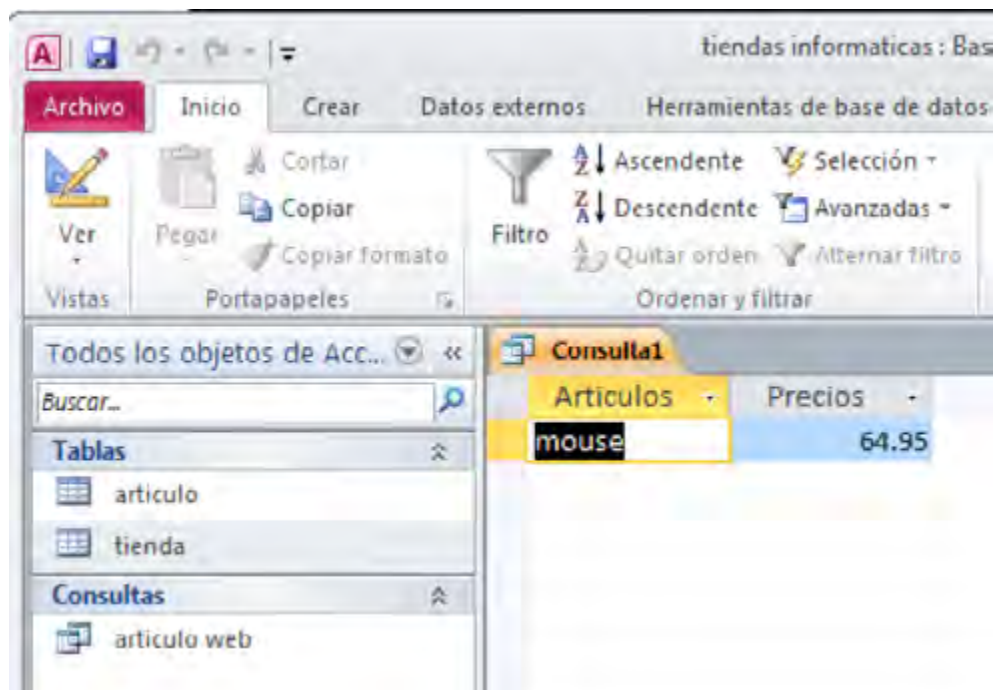 A
tiendas informaticas : Bas
Archivo Inicio Crear Datos externos Herramientas de base de datos
Ver
Vistas
Pegar
Cortar
Copiar
Copiar formato
Portapapeles
Filtro
Ascendente
Descendente
Quitar orden
Selección
Avanzadas
Alternar filtro
Ordenar y filtrar
Todos los objetos de Acc... «
Buscar...
Tablas
articulo
tienda
Consultas
articulo web
Consulta1
Articulos Precios
mouse 64.95